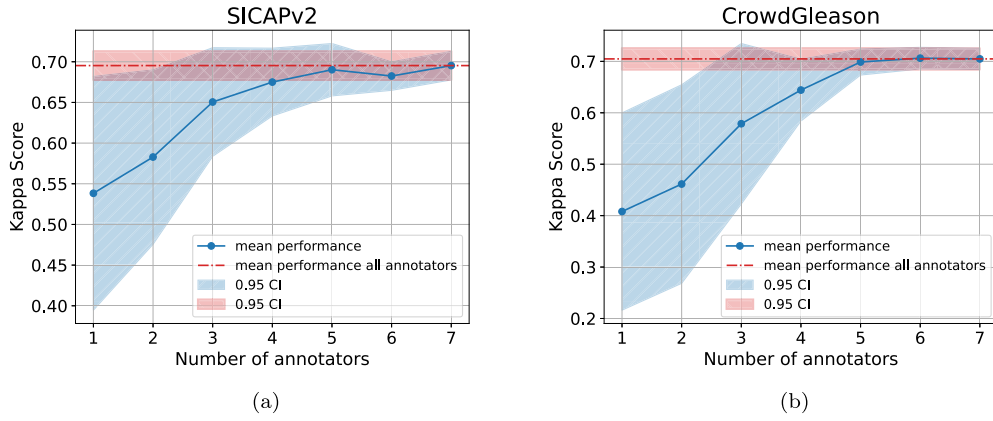 SICAPv2
Kappa Score
0.70
0.65
0.60
0.55
0.50
0.45
0.40
mean performance
mean performance all annotators
0.95 CI
0.95 CI
1 2 3 4 5 6 7
Number of annotators
(a)
CrowdGleason
Kappa Score
0.7
0.6
0.5
0.4
0.3
0.2
mean performance
mean performance all annotators
0.95 CI
0.95 CI
1 2 3 4 5 6 7
Number of annotators
(b)